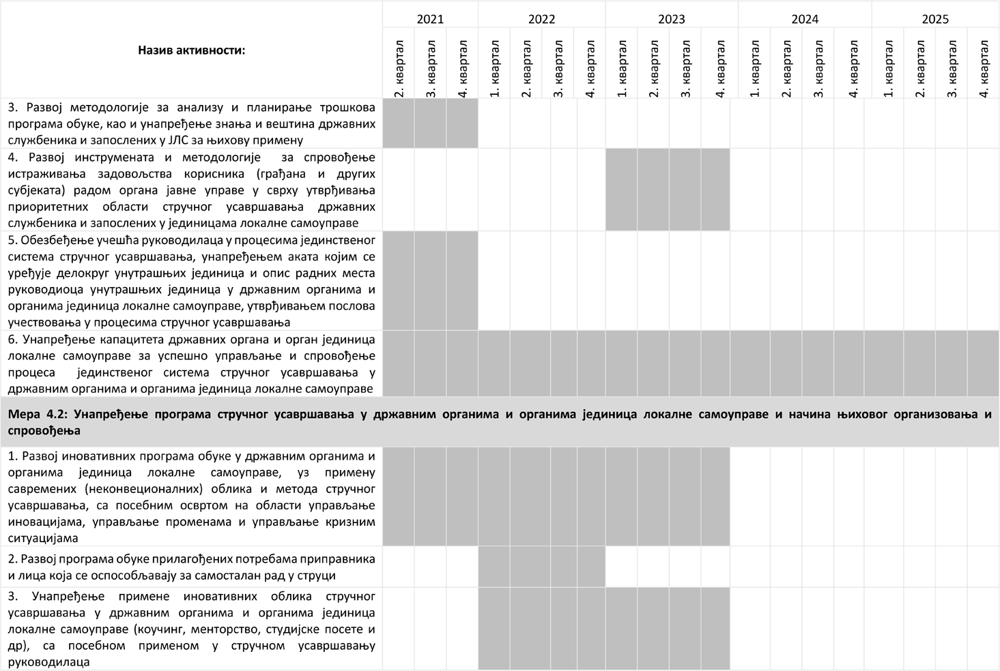 Назив активности:
2021 2022 2023 2024 2025
2. квартал 3. квартал 4. квартал 1. квартал 2. квартал 3. квартал 4. квартал 1. квартал 2. квартал 3. квартал 4. квартал 1. квартал 2. квартал 3. квартал 4. квартал 1. квартал 2. квартал 3. квартал 4. квартал
3. Развој методологије за анализу и планирање трошкова
програма обуке, као и унапређење знања и вештина државних
службеника и запослених у ЈЛС за њихову примену
4. Развој инструмената и методологије за спровођење
истраживања задовољства корисника (грађана и других
субјеката) радом органа јавне управе у сврху утврђивања
приоритетних области стручног усавршавања државних
службеника и запослених у јединицама локалне самоуправе
5. Обезбеђење учешћа руководилаца у процесима јединственог
система стручног усавршавања, унапређењем аката којим се
уређује делокруг унутрашњих јединица и опис радних места
руководиоца унутрашњих јединица у државним органима и
органима јединица локалне самоуправе, утврђивањем послова
учествовања у процесима стручног усавршавања
6. Унапређење капацитета државних органа и орган јединица
локалне самоуправе за успешно управљање и спровођење
процеса јединственог система стручног усавршавања у
државним органима и органима јединица локалне самоуправе
Мера 4.2: Унапређење програма стручног усавршавања у државним органима и органима јединица локалне самоуправе и начина њиховог организовања и
спровођења
1. Развој иновативних програма обуке у државним органима и
органима јединица локалне самоуправе, уз примену
савремених (неконвеционалних) облика и метода стручног
усавршавања, са посебним освртом на области управљање
иновацијама, управљање променама и управљање кризним
ситуацијама
2. Развој програма обуке прилагођених потребама приправника
и лица која се оспособљавају за самосталан рад у струци
3. Унапређење примене иновативних облика стручног
усавршавања у државним органима и органима јединица
локалне самоуправе (коучинг, менторство, студијске посете и
др), са посебном применом у стручном усавршавању
руководилаца